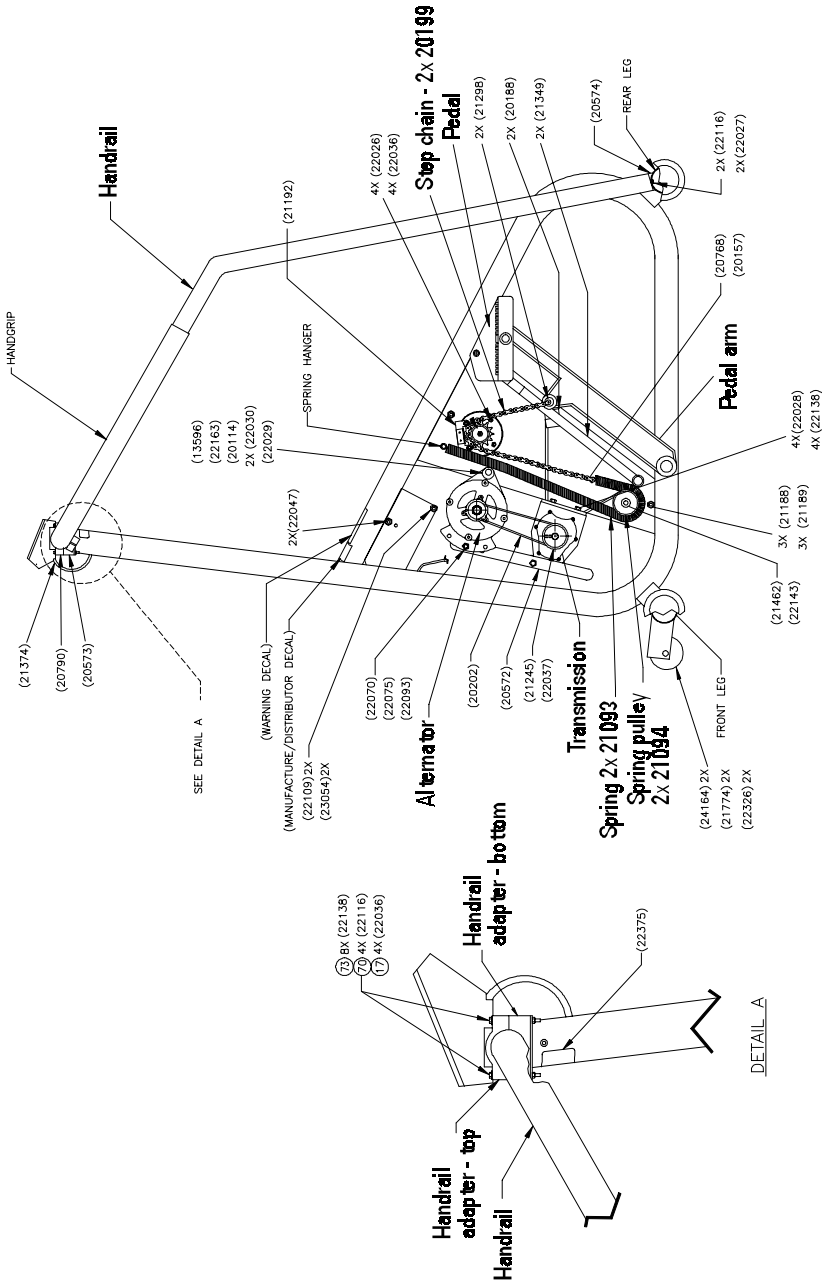 HANDGRIP
Handrail
(21374)
(20790)
(20573)
SEE DETAIL A
(WARNING DECAL)
(MANUFACTURE/DISTRIBUTOR DECAL)
(22109)2X
(23054)2X
2X(22047)
(13596)
(22163)
(20114)
2X (22030)
(22029)
SPRING HANGER
(21192)
4X (22026)
4X (22036)
Step chain - 2x 20199
Pedal
2X (21298)
2X (20188)
2X (21349)
(20574)
REAR LEG
2X (22116)
2X(22027)
(22070)
(22075)
(22093)
Alternator
(20202)
(20572)
(21245)
(22037)
Transmission
Spring 2x 21093
Spring pulley
2x 21094
FRONT LEG
(24164) 2X
(21774) 2X
(22326) 2X
(20768)
(20157)
Pedal arm
4X(22028)
4X (22138)
3X (21188)
3X (21189)
(21462)
(22143)
73 8X (22138)
70 4X (22116)
17 4X (22036)
Handrail
adapter - top
Handrail
Handrail
adapter - bottom
(22375)
DETAIL A